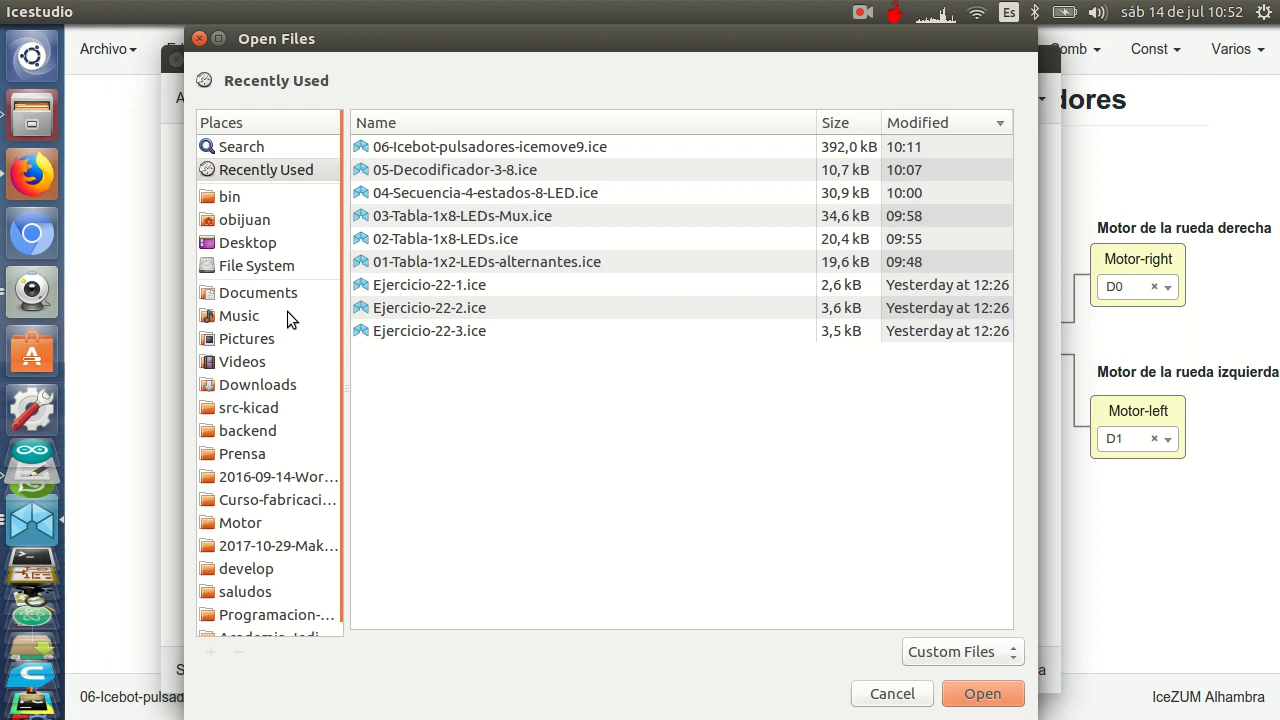 Icestudio
Es
sáb 14 de jul 10:52
Archivo
Comb
Const
Varios
Open Files
Recently Used
Places
Search
Recently Used
bin
obijuan
Desktop
File System
Documents
Music
Pictures
Videos
Downloads
src-kicad
backend
Prensa
2016-09-14-Wor...
Curso-fabricaci...
Motor
2017-10-29-Mak...
develop
saludos
Programacion-...
Name Size Modified
06-Icebot-pulsadores-icemove9.ice 392,0 kB 10:11
05-Decodificador-3-8.ice 10,7 kB 10:07
04-Secuencia-4-estados-8-LED.ice 30,9 kB 10:00
03-Tabla-1x8-LEDs-Mux.ice 34,6 kB 09:58
02-Tabla-1x8-LEDs.ice 20,4 kB 09:55
01-Tabla-1x2-LEDs-alternantes.ice 19,6 kB 09:48
Ejercicio-22-1.ice 2,6 kB Yesterday at 12:26
Ejercicio-22-2.ice 3,6 kB Yesterday at 12:26
Ejercicio-22-3.ice 3,5 kB Yesterday at 12:26
Custom Files
Cancel
Open
dores
Motor de la rueda derecha
Motor-right
D0
Motor de la rueda izquierda
Motor-left
D1
06-Icebot-pulsad
IceZUM Alhambra